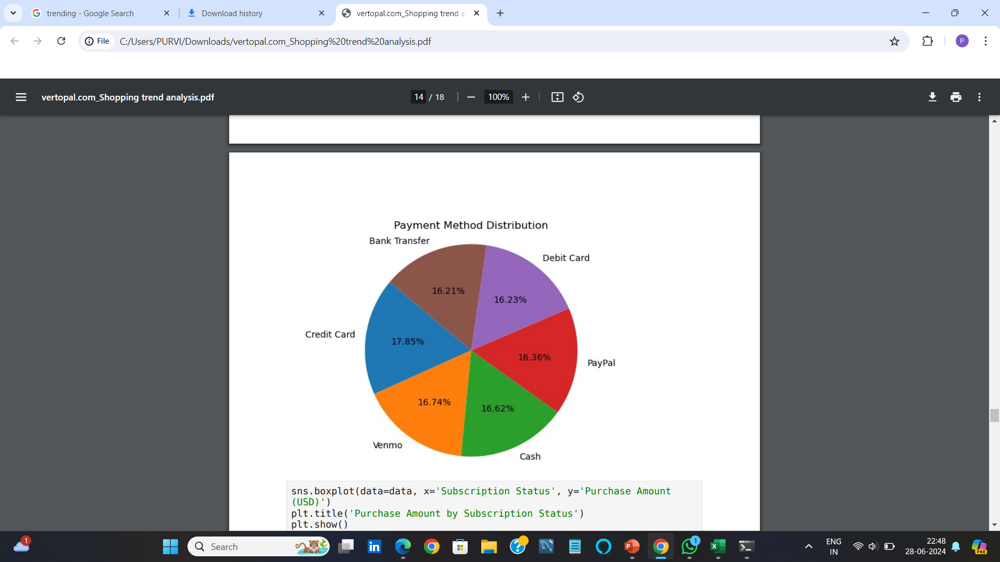 trending - Google Search
Download history
vertopal.com_Shopping trend a
File
C:/Users/PURVI/Downloads/vertopal.com_Shopping%20trend%20analysis.pdf
P
vertopal.com_Shopping trend analysis.pdf
14 / 18
100%
Payment Method Distribution
Bank Transfer
Debit Card
16.21%
16.23%
Credit Card
17.85%
16.36%
PayPal
16.74%
16.62%
Venmo
Cash
sns.boxplot(data=data, x='Subscription Status', y='Purchase Amount
(USD)')
plt.title('Purchase Amount by Subscription Status')
plt.show()
1
Search
in
P
1
X
ENG
IN
22:48
28-06-2024
PRE